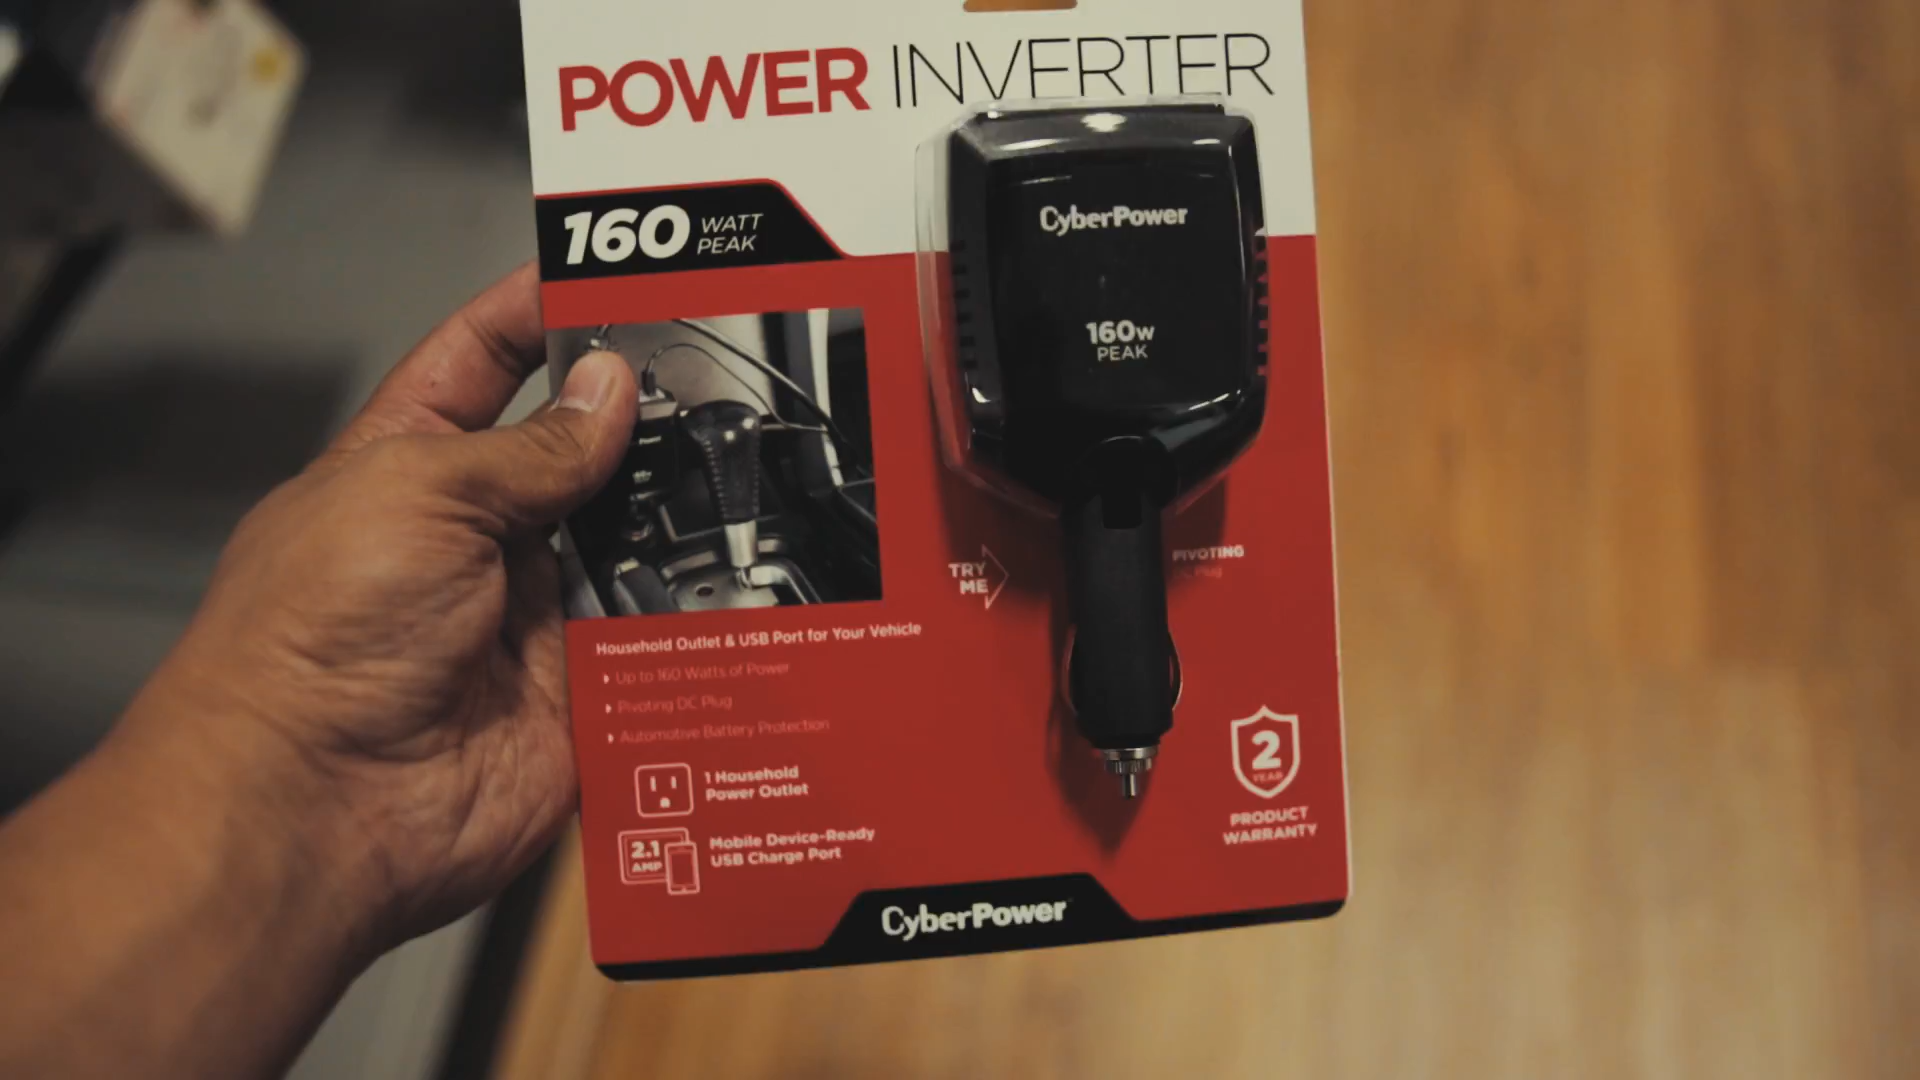 POWER INVERTER
160 WATT
PEAK
CyberPower
160W
PEAK
TRY
ME
PIVOTING
Plug
Household Outlet & USB Port for Your Vehicle
Up to 160 Watts of Power
Pivoting DC Plug
Automotive Battery Protection
1 Household
Power Outlet
2.1
AMP
Mobile Device-Ready
USB Charge Port
2
YEAR
PRODUCT
WARRANTY
CyberPower